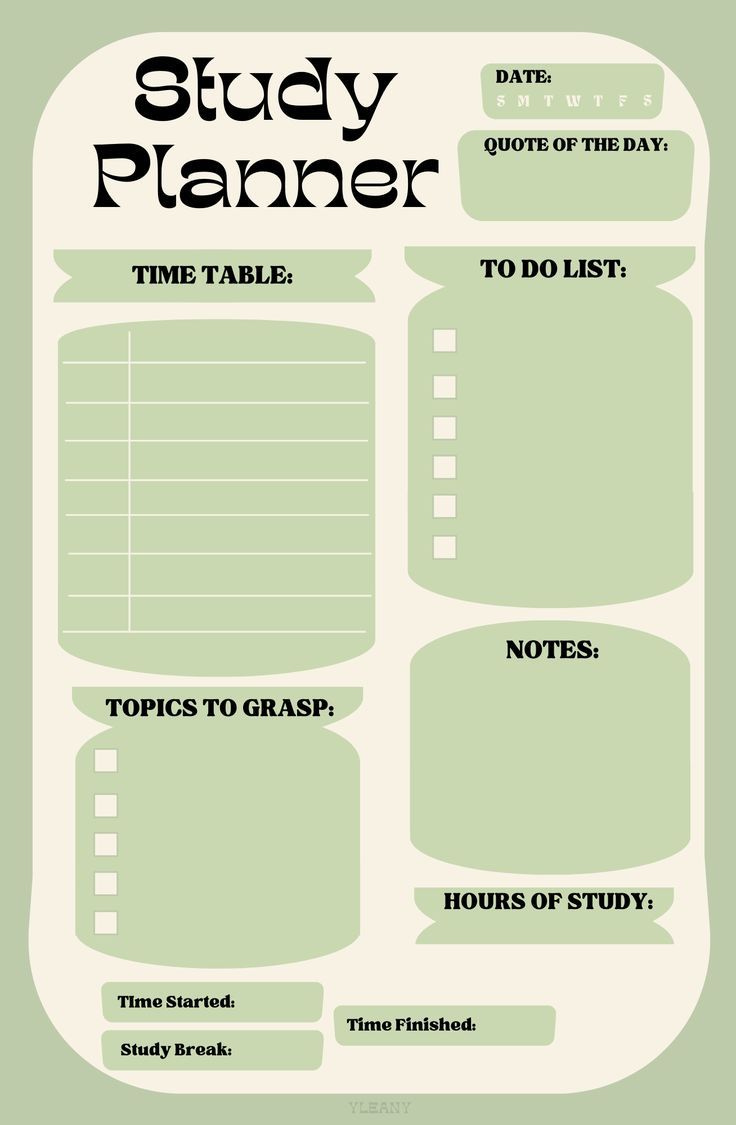 Study
Planner
DATE:
S M T W T F S
QUOTE OF THE DAY:
TIME TABLE:
TO DO LIST:
NOTES:
TOPICS TO GRASP:
HOURS OF STUDY:
TIme Started:
Time Finished:
Study Break:
YLEANY